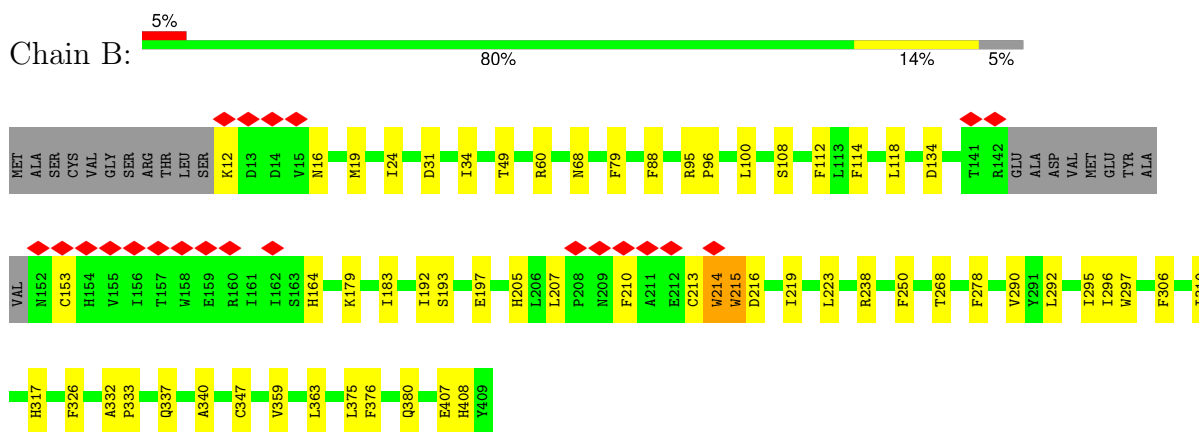 5%
Chain B:
80% 14% 5%
MET ALA SER CYS VAL GLY SER ARG THR LEU SER K12 D13 D14 V15 N16 M19 I24 D31 I34 T49 R60 N68 F79 F88 R95 P96 L100 S108 F112 L113 F114 L118 D134 T141 R142 GLU ALA ASP VAL MET GLU TYR ALA
VAL N152 C153 H154 V155 I156 T157 W158 E159 R160 I161 I162 S163 H164 K179 I183 I192 S193 E197 H205 L206 L207 P208 N209 F210 A211 E212 C213 W214 W215 D216 I219 L223 R238 F250 T268 F278 V290 Y291 L292 I295 I296 W297 F306
H317 F326 A332 P333 Q337 A340 C347 V359 L363 L375 F376 Q380 E407 H408 Y409